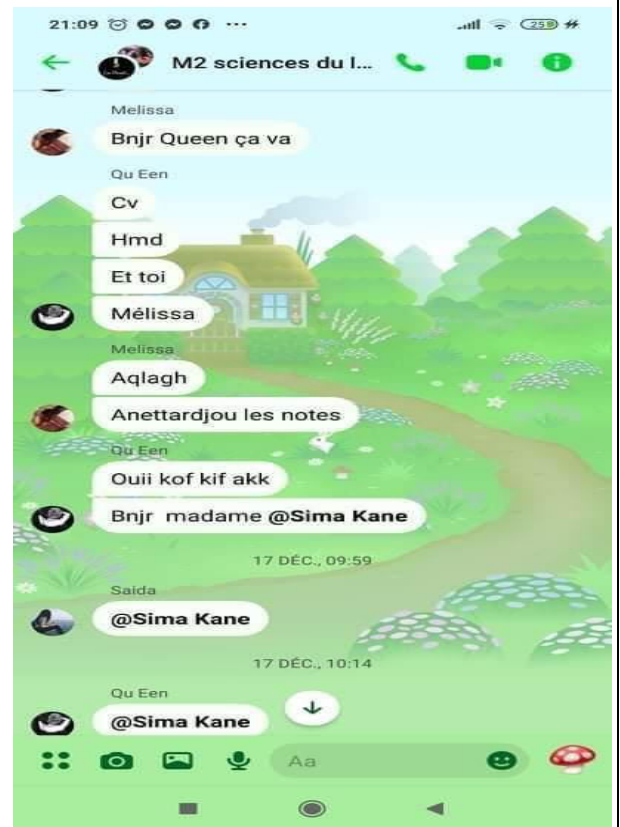 21:09
25
M2 sciences du l...
Melissa
Bnjr Queen ça va
Qu Een
Cv
Hmd
Et toi
Mélissa
Melissa
Aqlagh
Anettardjou les notes
Qu Een
Ouii kof kif akk
Bnjr madame @Sima Kane
17 DÉC., 09:59
Saida
@Sima Kane
17 DÉC., 10:14
Qu Een
@Sima Kane
Aa